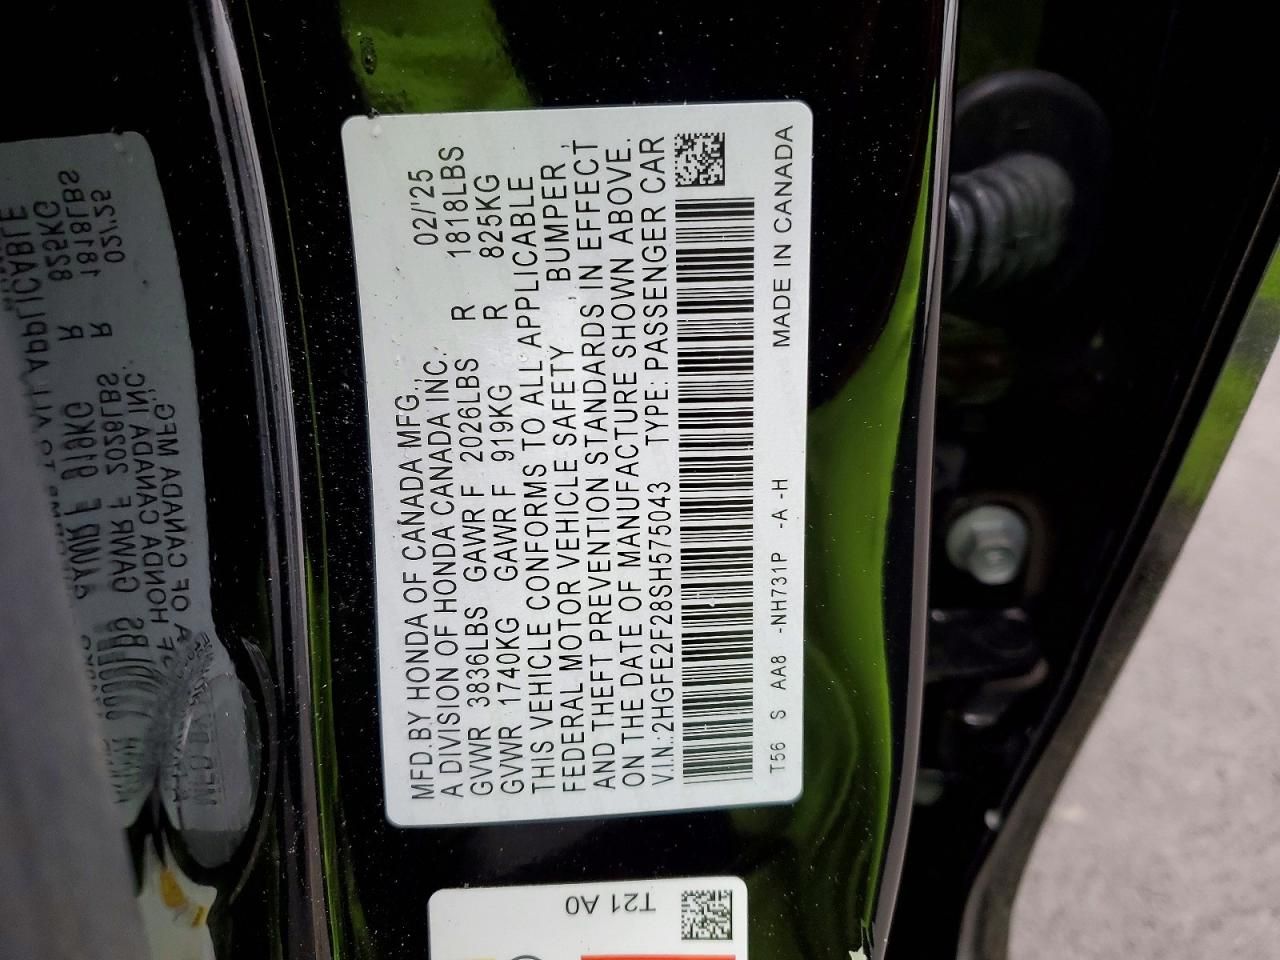 MFD.BY HONDA OF CANADA MFG., 02/'25
A DIVISION OF HONDA CANADA INC.
GVWR 3836LBS GAWR F 2026LBS R 1818LBS
GVWR 1740KG GAWR F 919KG R 825KG
THIS VEHICLE CONFORMS TO ALL APPLICABLE
FEDERAL MOTOR VEHICLE SAFETY, BUMPER,
AND THEFT PREVENTION STANDARDS IN EFFECT
ON THE DATE OF MANUFACTURE SHOWN ABOVE.
V.I.N.:2HGFE2F28SH575043 TYPE: PASSENGER CAR
T56 S AA8 -NH731P -A -H MADE IN CANADA
T21 A0